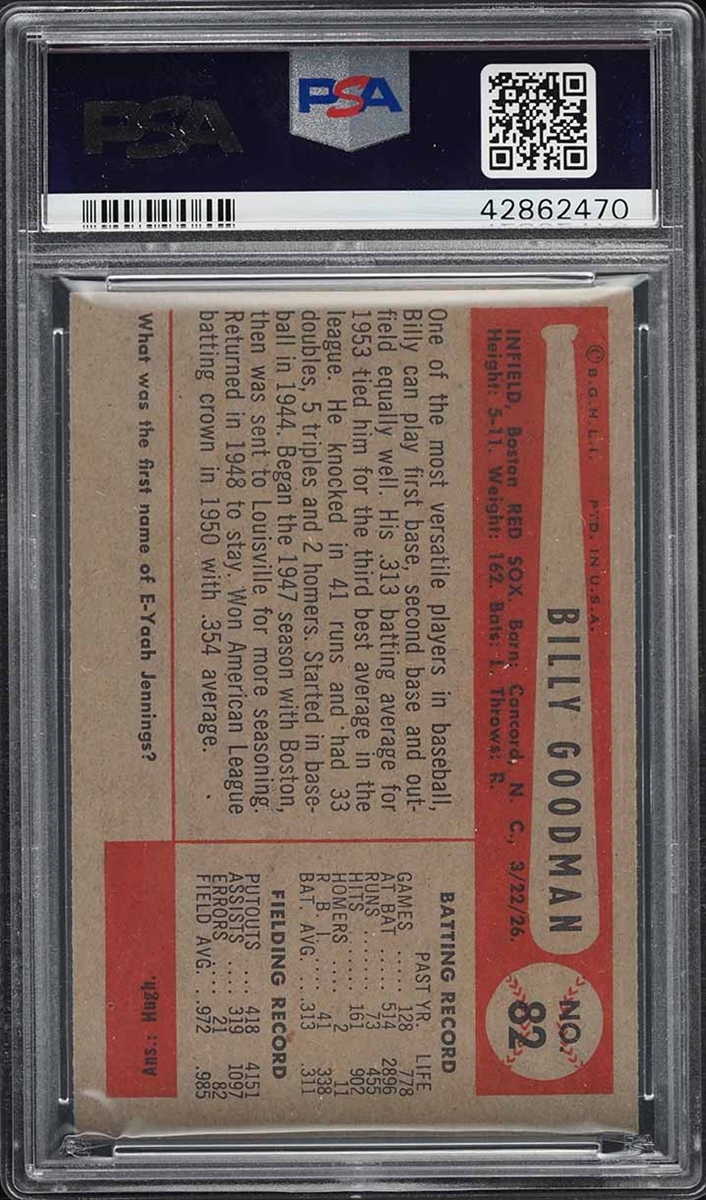 PSA
PSA
42862470
© B.G.H.L.I. PTD. IN U.S.A.
BILLY GOODMAN
NO.
82
INFIELD, Boston RED SOX. Born: Concord, N. C., 3/22/26.
Height: 5-11. Weight: 162. Bats: L. Throws: R.
One of the most versatile players in baseball,
Billy can play first base, second base and out-
field equally well. His .313 batting average for
1953 tied him for the third best average in the
league. He knocked in 41 runs and had 33
doubles, 5 triples and 2 homers. Started in base-
ball in 1944. Began the 1947 season with Boston,
then was sent to Louisville for more seasoning.
Returned in 1948 to stay. Won American League
batting crown in 1950 with .354 average.
BATTING RECORD
PAST YR. LIFE
GAMES ..... 128 778
AT BAT ..... 514 2896
RUNS ....... 73 455
HITS ........ 161 902
HOMERS .... 2 11
R. B. I. ..... 41 338
BAT. AVG. ...313 .311
FIELDING RECORD
PUTOUTS .... 418 4151
ASSISTS .... 319 1097
ERRORS .... 21 82
FIELD AVG. ...972 .985
What was the first name of E-Yaah Jennings?
Ans.: Hugh.